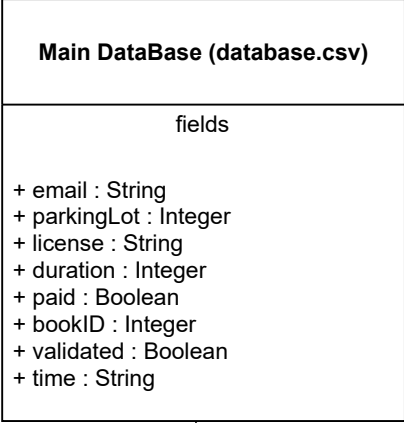 Main DataBase (database.csv)
fields
+ email : String
+ parkingLot : Integer
+ license : String
+ duration : Integer
+ paid : Boolean
+ bookID : Integer
+ validated : Boolean
+ time : String